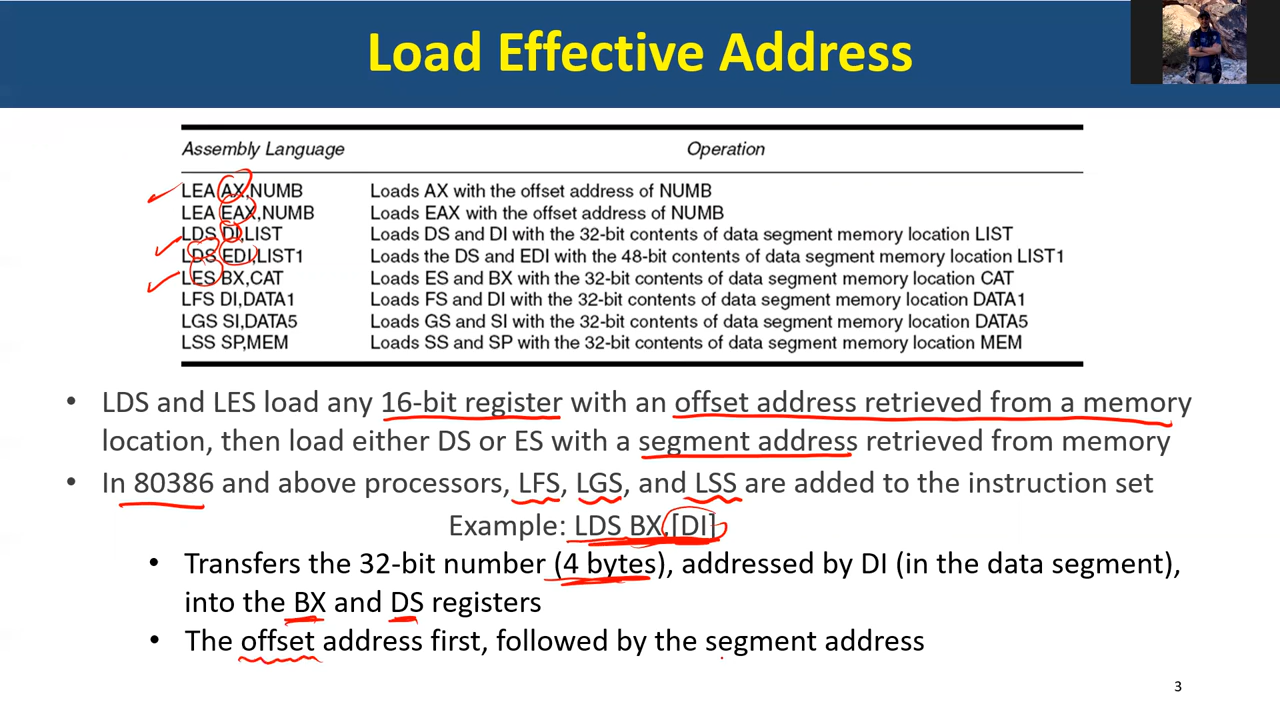 Load Effective Address
Assembly Language Operation
LEA AX,NUMB Loads AX with the offset address of NUMB
LEA EAX,NUMB Loads EAX with the offset address of NUMB
LDS DI,LIST Loads DS and DI with the 32-bit contents of data segment memory location LIST
LDS EDI,LIST1 Loads the DS and EDI with the 48-bit contents of data segment memory location LIST1
LES BX,CAT Loads ES and BX with the 32-bit contents of data segment memory location CAT
LFS DI,DATA1 Loads FS and DI with the 32-bit contents of data segment memory location DATA1
LGS SI,DATA5 Loads GS and SI with the 32-bit contents of data segment memory location DATA5
LSS SP,MEM Loads SS and SP with the 32-bit contents of data segment memory location MEM
• LDS and LES load any 16-bit register with an offset address retrieved from a memory
location, then load either DS or ES with a segment address retrieved from memory
• In 80386 and above processors, LFS, LGS, and LSS are added to the instruction set
Example: LDS BX,[DI]
• Transfers the 32-bit number (4 bytes), addressed by DI (in the data segment),
into the BX and DS registers
• The offset address first, followed by the segment address
3